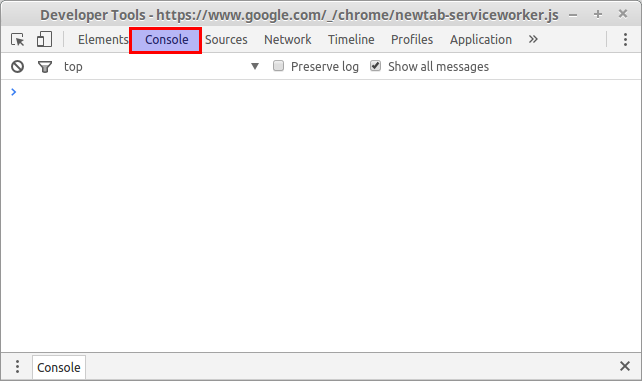 Developer Tools - https://www.google.com/_/chrome/newtab-serviceworker.js
Elements Console Sources Network Timeline Profiles Application »
top Preserve log Show all messages
Console